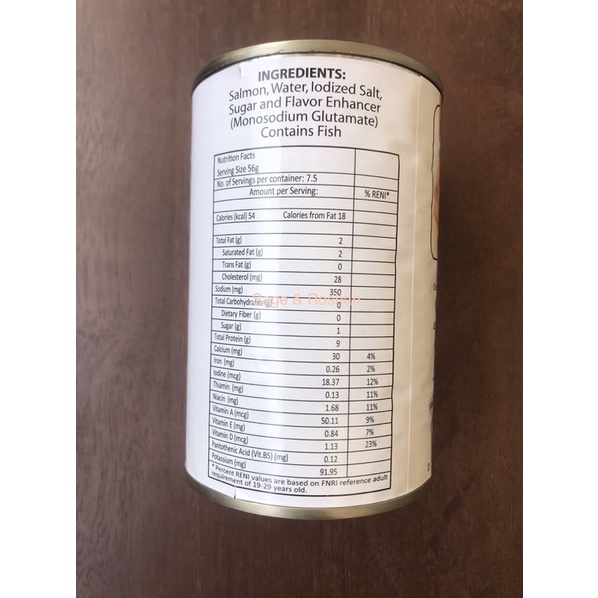 INGREDIENTS:
Salmon, Water, Iodized Salt,
Sugar and Flavor Enhancer
(Monosodium Glutamate)
Contains Fish
Nutrition Facts
Serving Size 56g
No. of Servings per container: 7.5
Amount per Serving: % RENI*
Calories (kcal) 54 Calories from Fat 18
Total Fat (g) 2
Saturated Fat (g) 2
Trans Fat (g) 0
Cholesterol (mg) 28
Sodium (mg) 350
Total Carbohydrate (g) 0
Dietary Fiber (g) 0
Sugar (g) 1
Total Protein (g) 9
Calcium (mg) 30 4%
Iron (mg) 0.26 2%
Iodine (mcg) 18.37 12%
Thiamin (mg) 0.13 11%
Niacin (mg) 1.68 11%
Vitamin A (mcg) 50.11 9%
Vitamin E (mg) 0.84 7%
Vitamin D (mcg) 1.13 23%
Pantothenic Acid (Vit.B5) (mg) 0.12
Potassium (mg) 91.95
* Percent RENI values are based on FNRI reference adult
requirement of 19-29 years old.